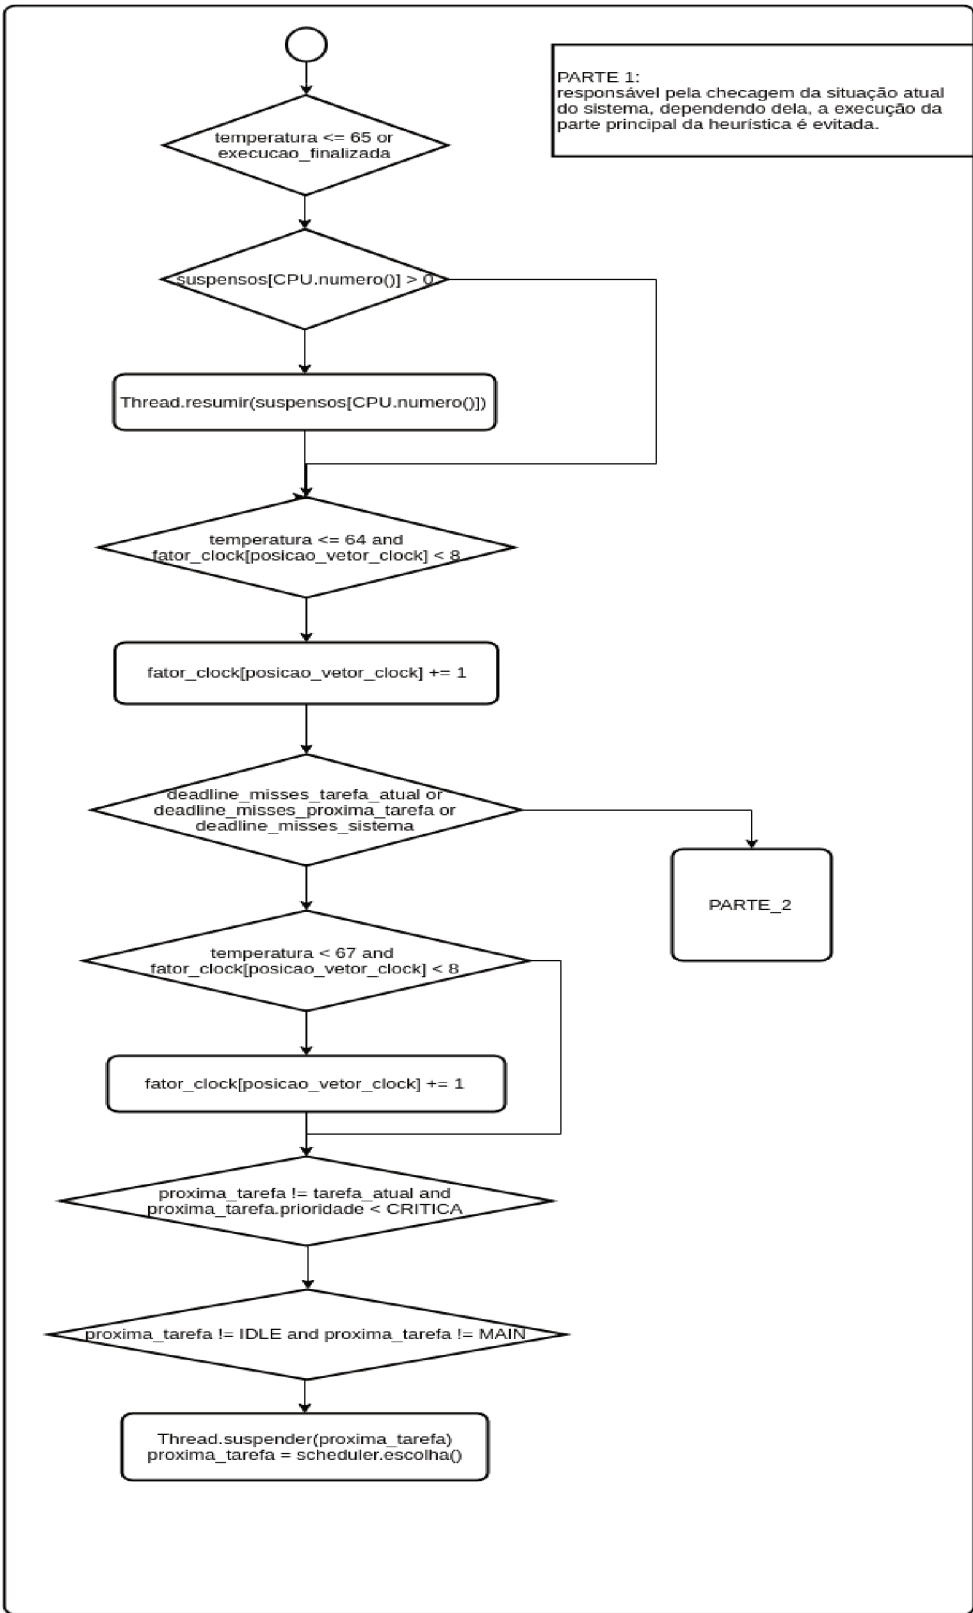 PARTE 1:
responsável pela checagem da situação atual
do sistema, dependendo dela, a execução da
parte principal da heurística é evitada.
temperatura <= 65 or
execucao_finalizada
suspensos[CPU.numero()] > 0
Thread.resumir(suspensos[CPU.numero()])
temperatura <= 64 and
fator_clock[posicao_vetor_clock] < 8
fator_clock[posicao_vetor_clock] += 1
deadline_misses_tarefa_atual or
deadline_misses_proxima_tarefa or
deadline_misses_sistema
PARTE_2
temperatura < 67 and
fator_clock[posicao_vetor_clock] < 8
fator_clock[posicao_vetor_clock] += 1
proxima_tarefa != tarefa_atual and
proxima_tarefa.prioridade < CRITICA
proxima_tarefa != IDLE and proxima_tarefa != MAIN
Thread.suspender(proxima_tarefa)
proxima_tarefa = scheduler.escolha()